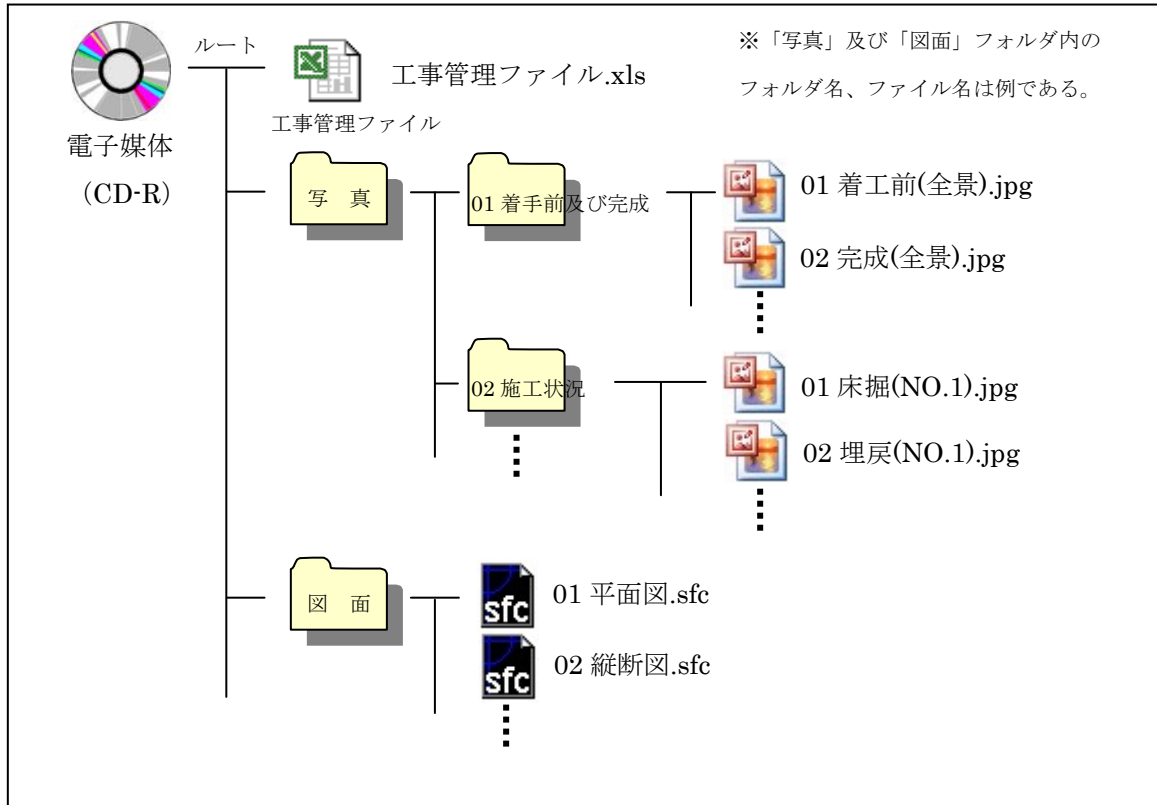 ルート
※「写真」及び「図面」フォルダ内の
フォルダ名、ファイル名は例である。
工事管理ファイル.xls
工事管理ファイル
電子媒体
（CD-R）
写 真
01 着手前及び完成
01 着工前(全景).jpg
02 完成(全景).jpg
02 施工状況
01 床掘(NO.1).jpg
02 埋戻(NO.1).jpg
図 面
sfc
01 平面図.sfc
sfc
02 縦断図.sfc